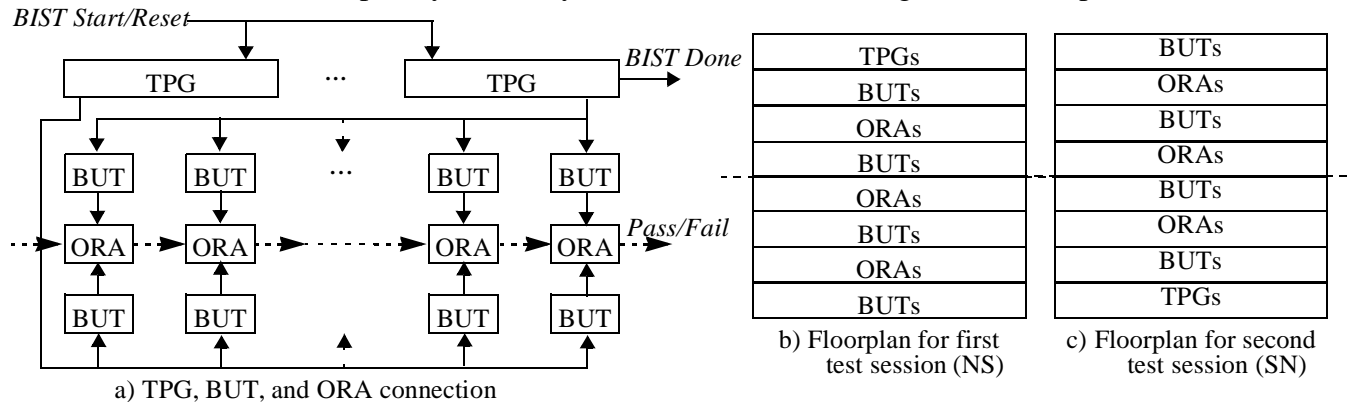 BIST Start/Reset
BIST Done
TPG
...
TPG
BUT
BUT
...
BUT
BUT
ORA
ORA
ORA
ORA
Pass/Fail
BUT
BUT
BUT
BUT
a) TPG, BUT, and ORA connection
TPGs
BUTs
ORAs
BUTs
ORAs
BUTs
ORAs
BUTs
b) Floorplan for first
test session (NS)
BUTs
ORAs
BUTs
ORAs
BUTs
ORAs
BUTs
TPGs
c) Floorplan for second
test session (SN)